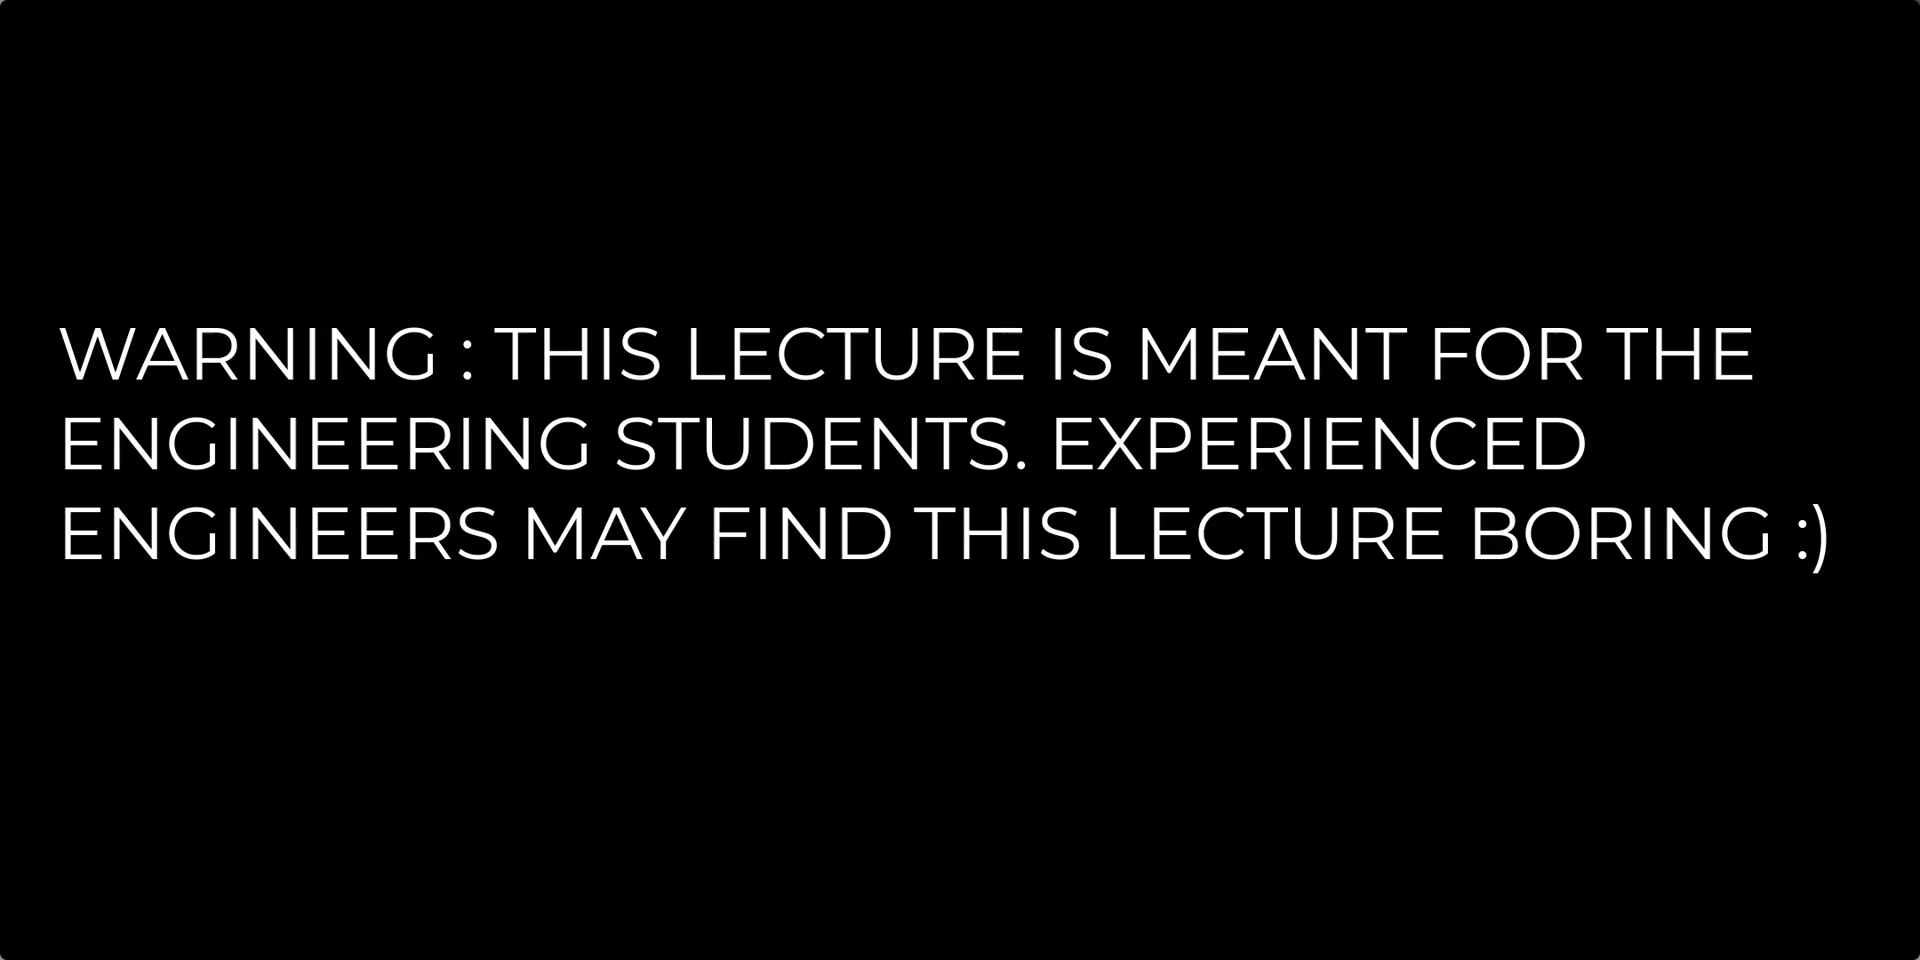 WARNING : THIS LECTURE IS MEANT FOR THE
ENGINEERING STUDENTS. EXPERIENCED
ENGINEERS MAY FIND THIS LECTURE BORING :)